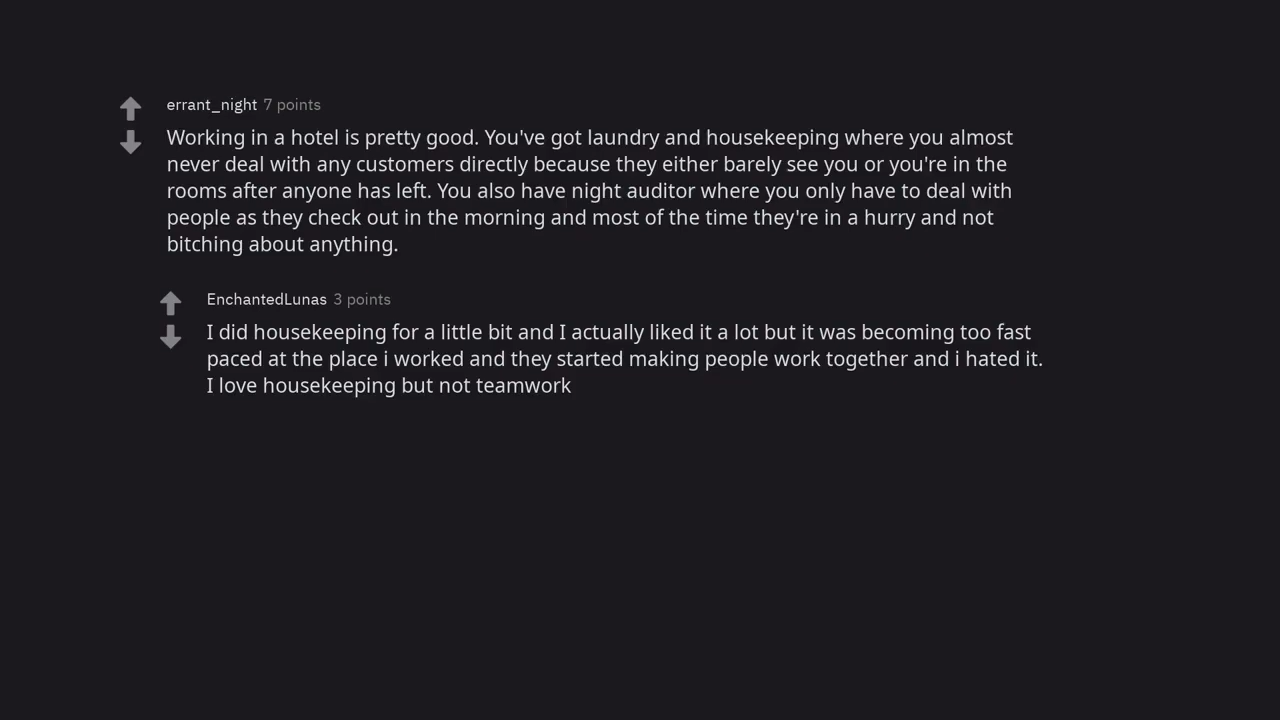 errant_night 7 points
Working in a hotel is pretty good. You've got laundry and housekeeping where you almost
never deal with any customers directly because they either barely see you or you're in the
rooms after anyone has left. You also have night auditor where you only have to deal with
people as they check out in the morning and most of the time they're in a hurry and not
bitching about anything.
EnchantedLunas 3 points
I did housekeeping for a little bit and I actually liked it a lot but it was becoming too fast
paced at the place i worked and they started making people work together and i hated it.
I love housekeeping but not teamwork